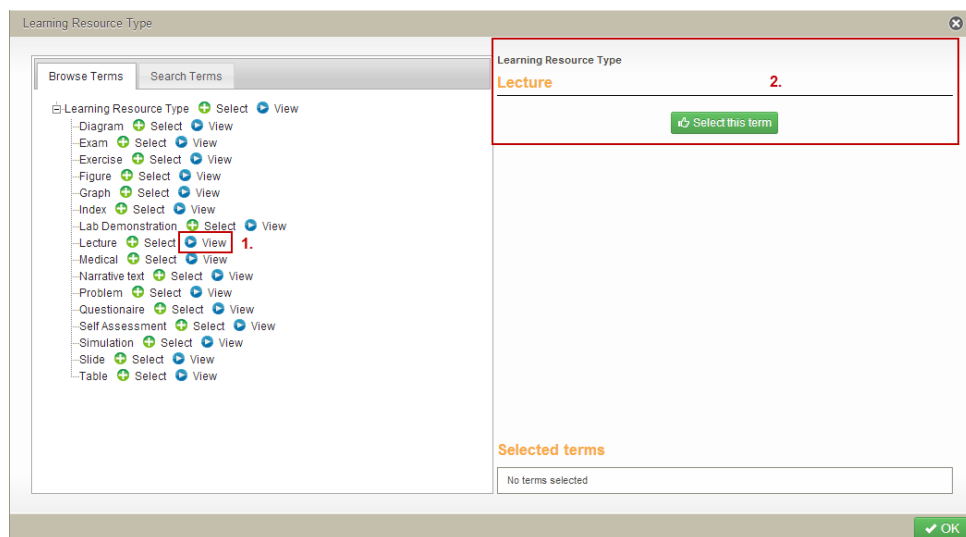 Learning Resource Type
Browse Terms Search Terms
Learning Resource Type Select View
Diagram Select View
Exam Select View
Exercise Select View
Figure Select View
Graph Select View
Index Select View
Lab Demonstration Select View
Lecture Select View 1.
Medical Select View
Narrative text Select View
Problem Select View
Questionaire Select View
Self Assessment Select View
Simulation Select View
Slide Select View
Table Select View
Learning Resource Type
Lecture 2.
Select this term
Selected terms
No terms selected
OK